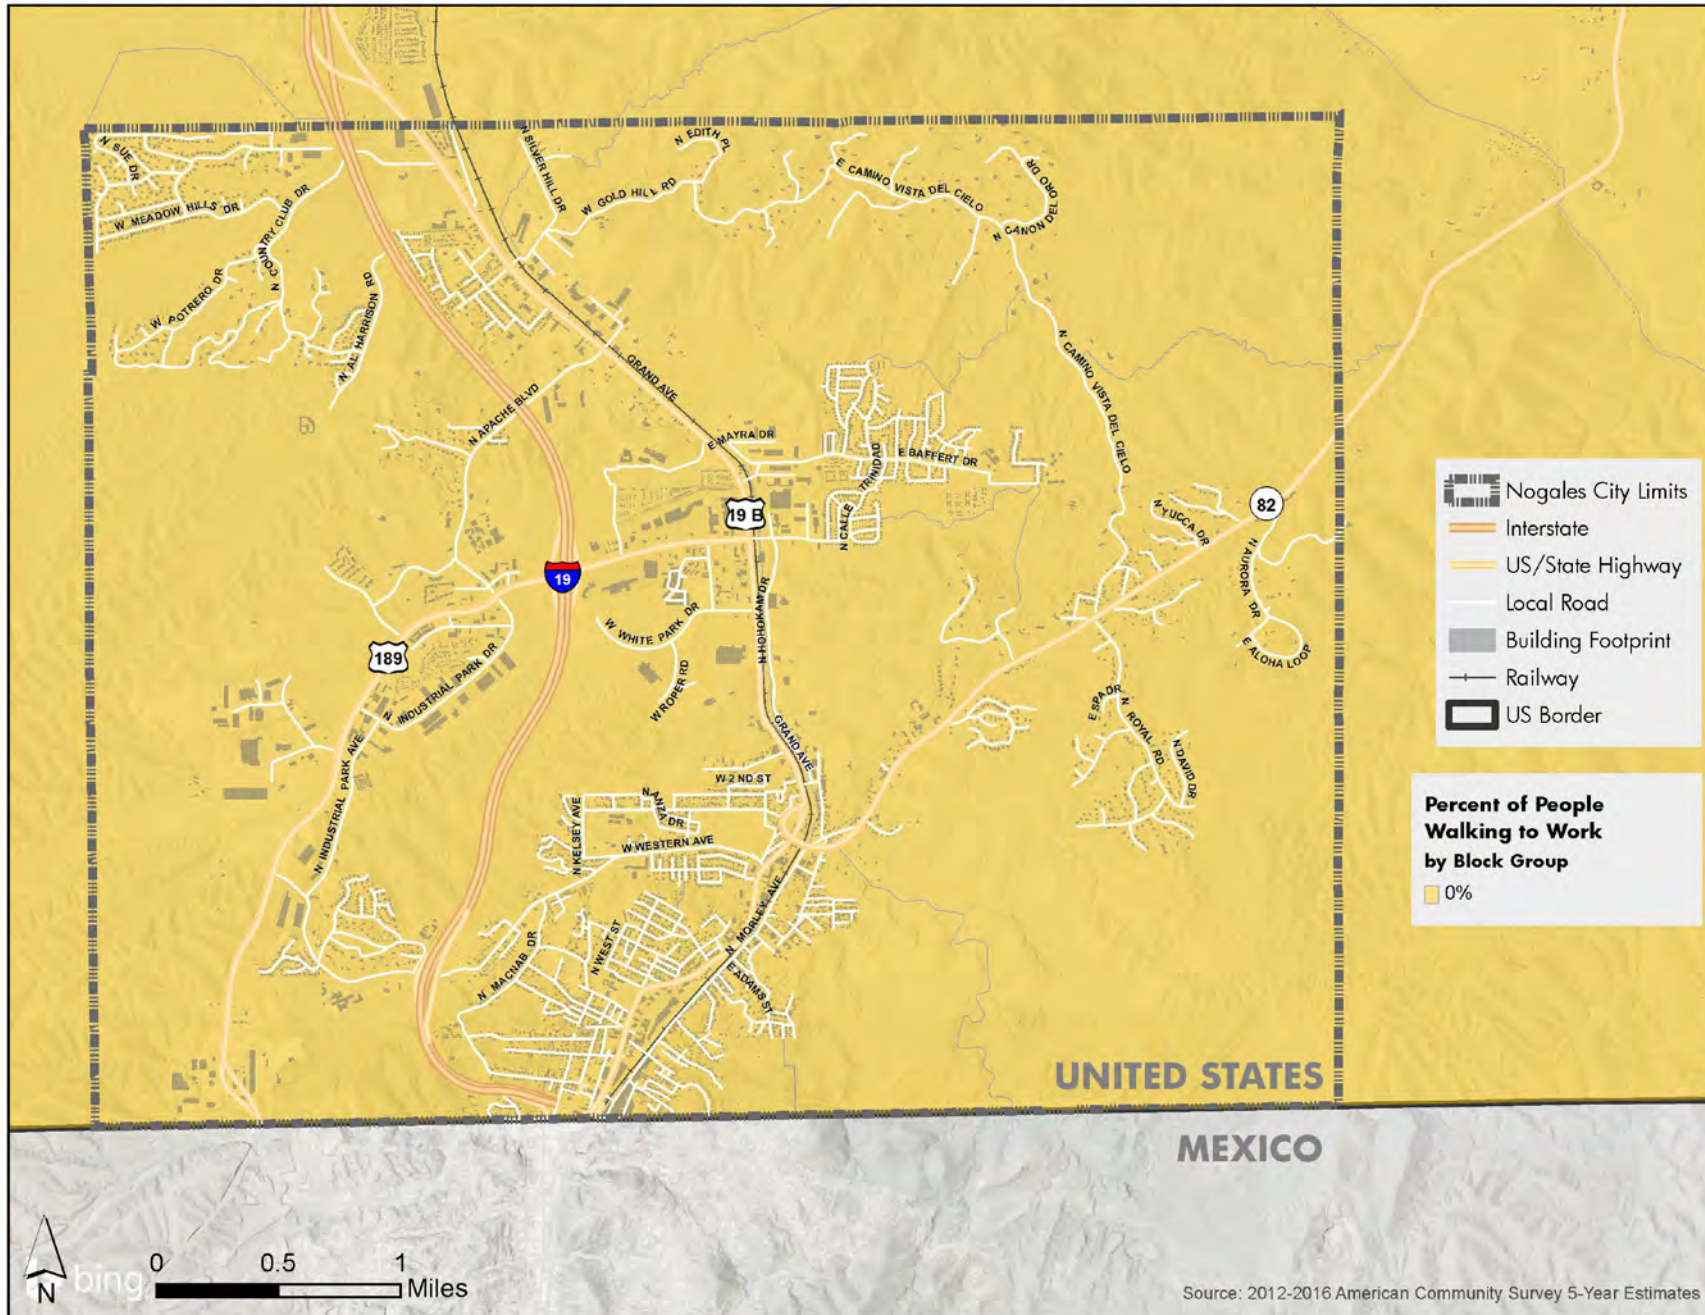 N SUE DR
W MEADOW HILLS DR
N COUNTRY CLUB DR
W POTRERO DR
N AL HARRISON RD
N SILVER HILL DR
W GOLD HILL RD
N EDITH PL
E CAMINO VISTA DEL CIELO
N CANON DEL ORO DR
N CAMINO VISTA DEL CIELO
GRAND AVE
N APACHE BLVD
E MAYRA DR
E BAFFERT DR
N CALLE TRINIDAD
19 B
19
189
82
N YUCCA DR
N AURORA DR
E ALOHA LOOP
N HOHOKAM DR
W WHITE PARK DR
W ROPER RD
N INDUSTRIAL PARK DR
N INDUSTRIAL PARK AVE
GRAND AVE
E SPA DR
N ROYAL RD
N DAVID DR
W 2ND ST
N ANZA DR
N KELSEY AVE
W WESTERN AVE
N MORLEY AVE
N WEST ST
N MACNAB DR
E ADAMS ST
UNITED STATES
MEXICO
Nogales City Limits
Interstate
US/State Highway
Local Road
Building Footprint
Railway
US Border
Percent of People
Walking to Work
by Block Group
0%
N
bing
0 0.5 1
Miles
Source: 2012-2016 American Community Survey 5-Year Estimates